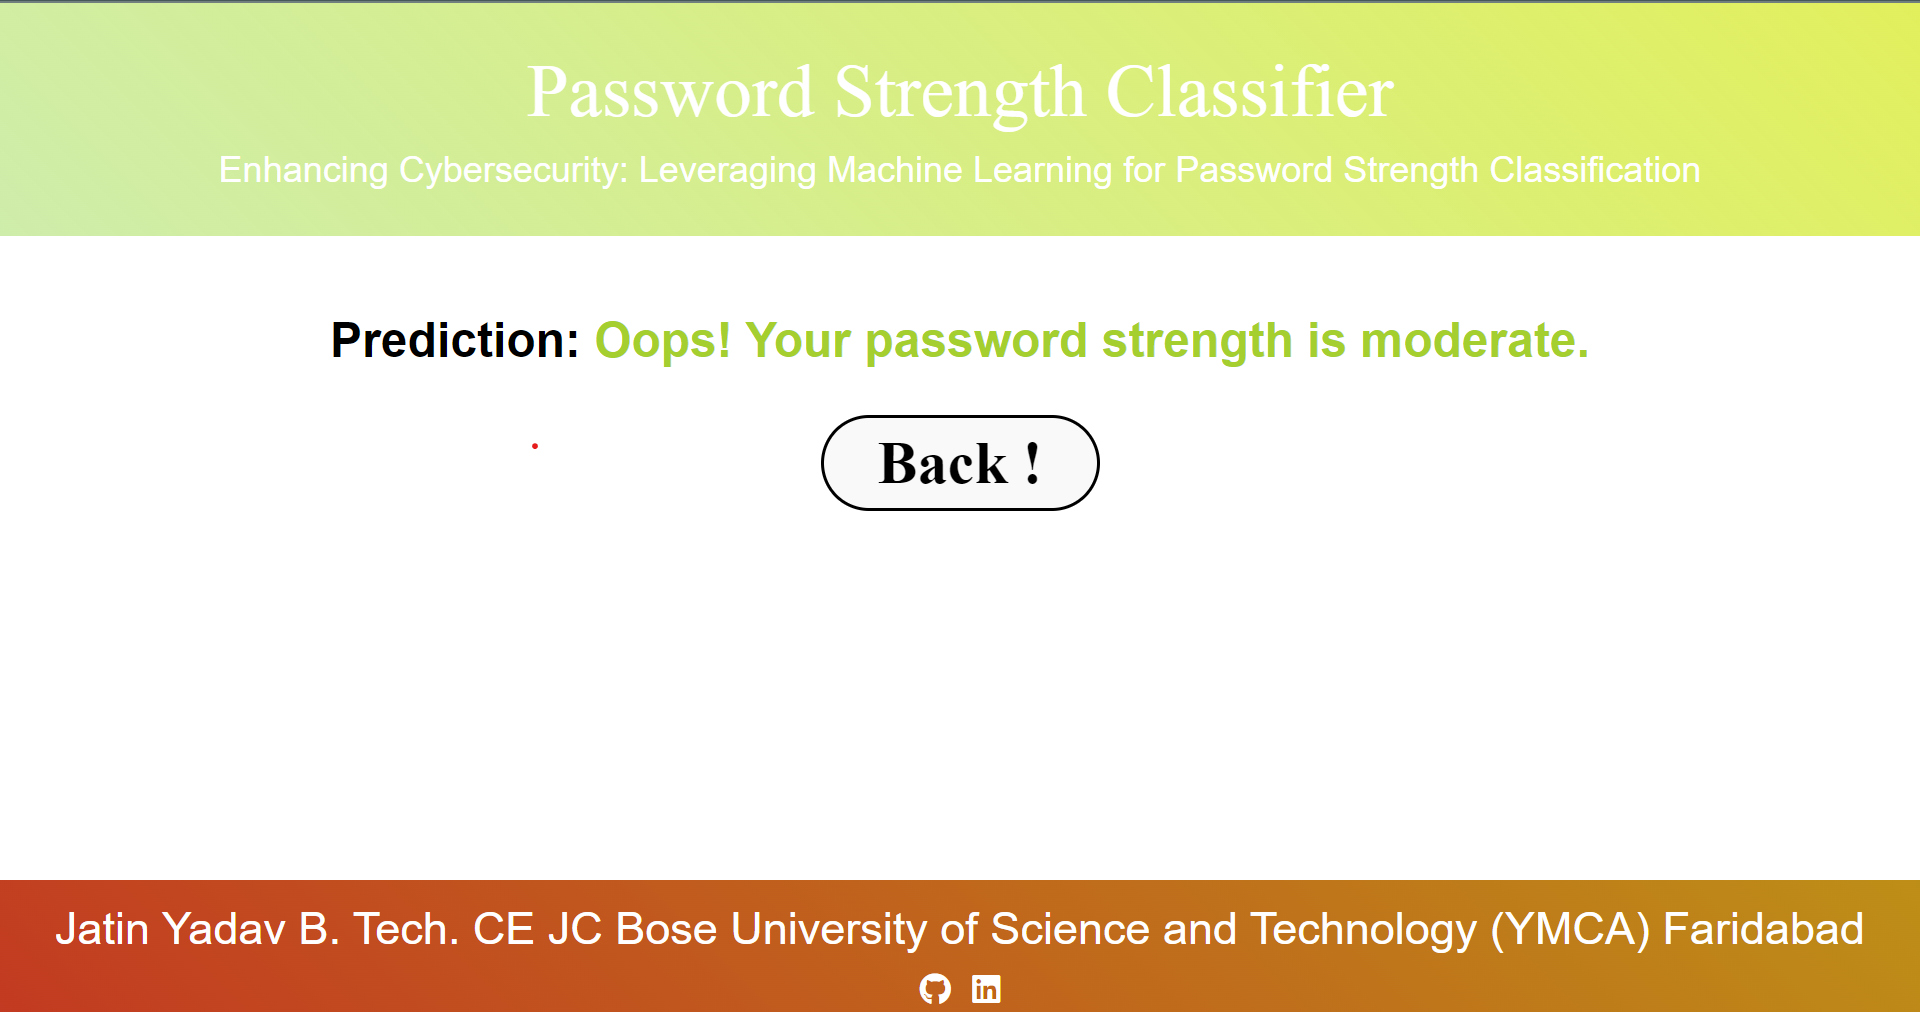 Password Strength Classifier
Enhancing Cybersecurity: Leveraging Machine Learning for Password Strength Classification
Prediction: Oops! Your password strength is moderate.
Back !
Jatin Yadav B. Tech. CE JC Bose University of Science and Technology (YMCA) Faridabad
in